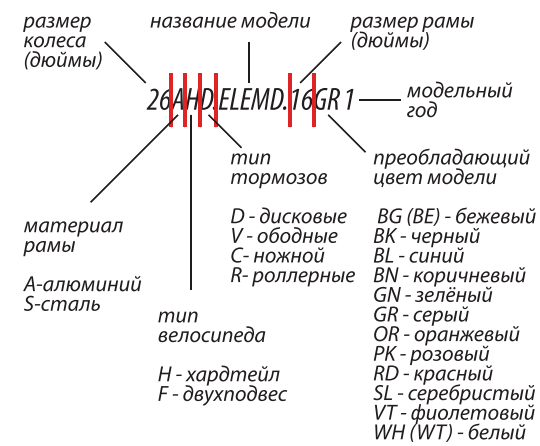 размер
колеса
(дюймы)
название модели
размер рамы
(дюймы)
26AHD.ELEMD.16GR1
модельный
год
материал
рамы
А-алюминий
S-сталь
тип
велосипеда
H - хардтейл
F - двухподвес
тип
тормозов
D - дисковые
V - ободные
C- ножной
R- роллерные
преобладающий
цвет модели
BG (BE) - бежевый
BK - черный
BL - синий
BN - коричневый
GN - зелёный
GR - серый
OR - оранжевый
PK - розовый
RD - красный
SL - серебристый
VT - фиолетовый
WH (WT) - белый